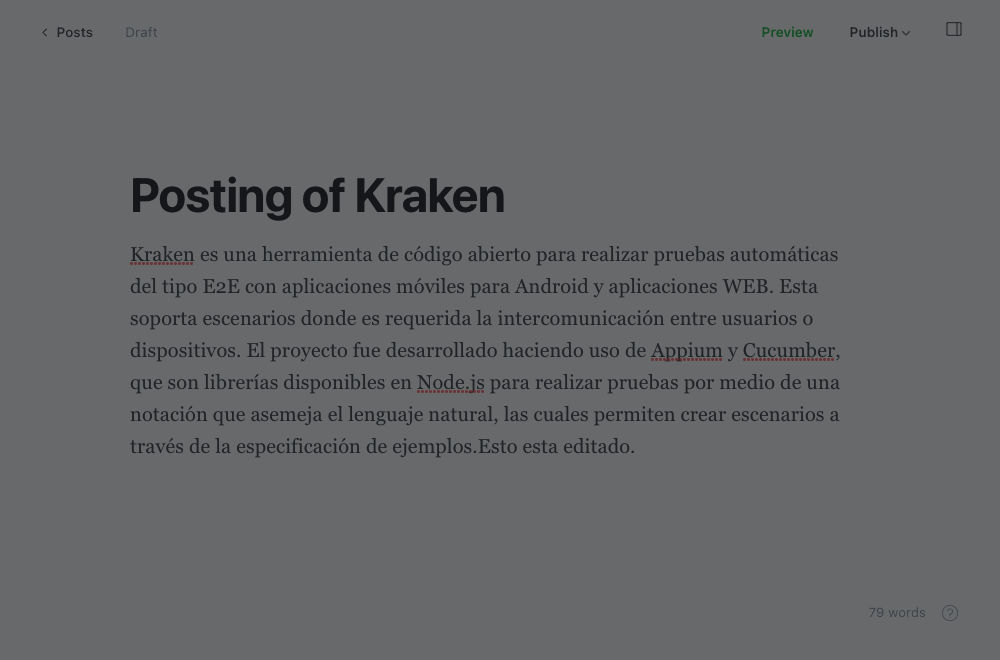 Posts
Draft
Preview
Publish
Posting of Kraken
Kraken es una herramienta de código abierto para realizar pruebas automáticas
del tipo E2E con aplicaciones móviles para Android y aplicaciones WEB. Esta
soporta escenarios donde es requerida la intercomunicación entre usuarios o
dispositivos. El proyecto fue desarrollado haciendo uso de Appium y Cucumber,
que son librerías disponibles en Node.js para realizar pruebas por medio de una
notación que asemeja el lenguaje natural, las cuales permiten crear escenarios a
través de la especificación de ejemplos.Esto esta editado.
79 words
?